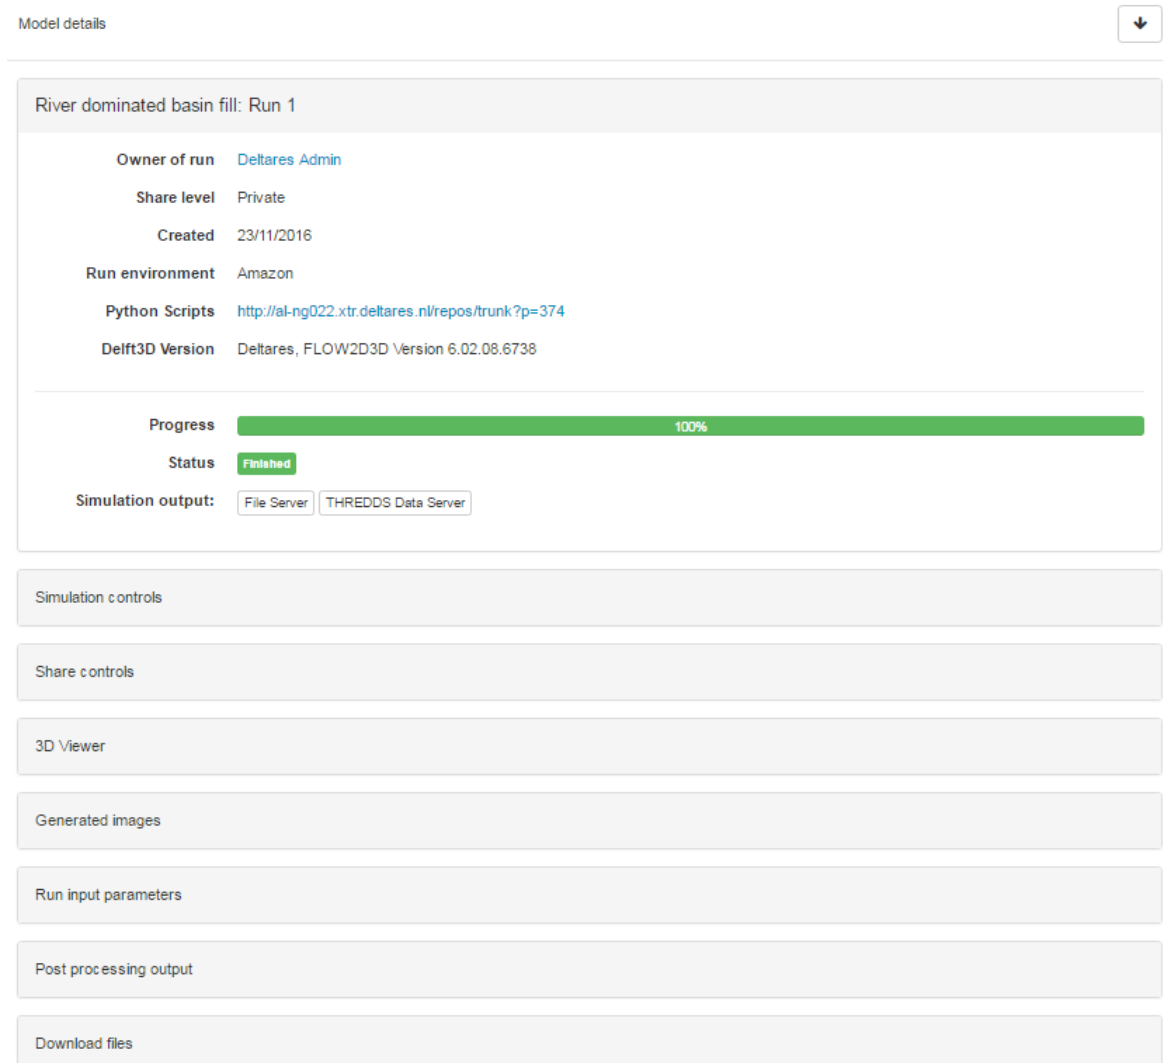 Model details
River dominated basin fill: Run 1
Owner of run Deltares Admin
Share level Private
Created 23/11/2016
Run environment Amazon
Python Scripts http://al-ng022.xtr.deltares.nl/repos/trunk?p=374
Delft3D Version Deltares, FLOW2D3D Version 6.02.08.6738
Progress 100%
Status Finished
Simulation output: File Server THREDDS Data Server
Simulation controls
Share controls
3D Viewer
Generated images
Run input parameters
Post processing output
Download files